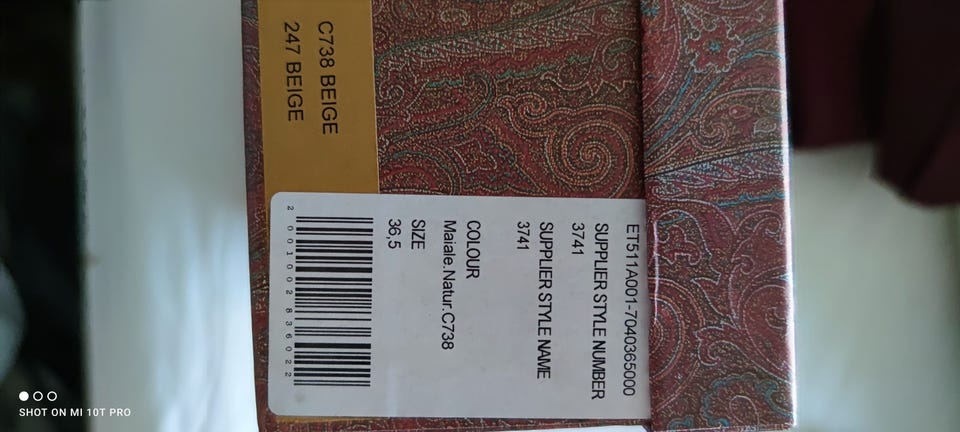 C738 BEIGE
247 BEIGE
ET511A001-7040365000
SUPPLIER STYLE NUMBER
3741
SUPPLIER STYLE NAME
3741
COLOUR
Maiale.Natur.C738
SIZE
36,5
2001002836022
SHOT ON MI 10T PRO